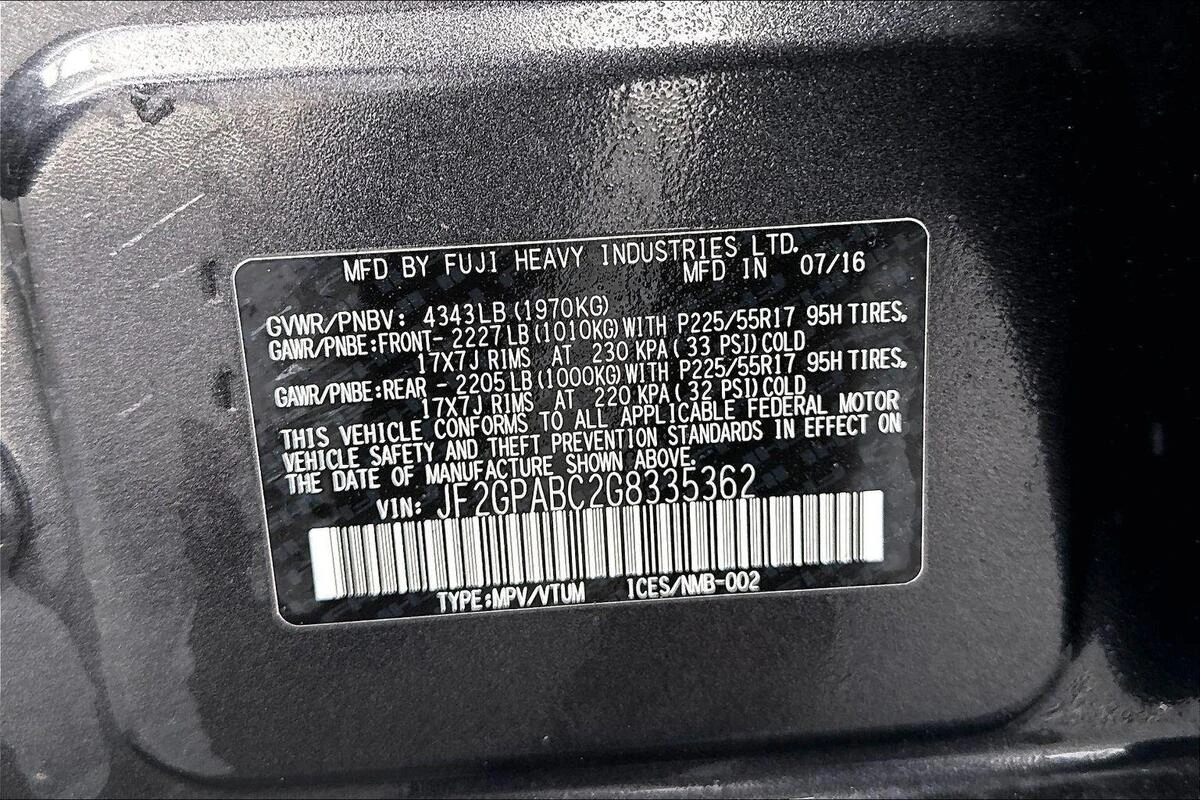 MFD BY FUJI HEAVY INDUSTRIES LTD.
MFD IN 07/16
GVWR/PNBV: 4343LB(1970KG)
GAWR/PNBE:FRONT-2227LB(1010KG)WITH P225/55R17 95H TIRES,
17X7J RIMS AT 230 KPA(33 PSI)COLD
GAWR/PNBE:REAR -2205LB(1000KG)WITH P225/55R17 95H TIRES,
17X7J RIMS AT 220 KPA(32 PSI)COLD
THIS VEHICLE CONFORMS TO ALL APPLICABLE FEDERAL MOTOR
VEHICLE SAFETY AND THEFT PREVENTION STANDARDS IN EFFECT ON
THE DATE OF MANUFACTURE SHOWN ABOVE.
VIN: JF2GPABC2G8335362
TYPE:MPV/VTUM ICES/NMB-002